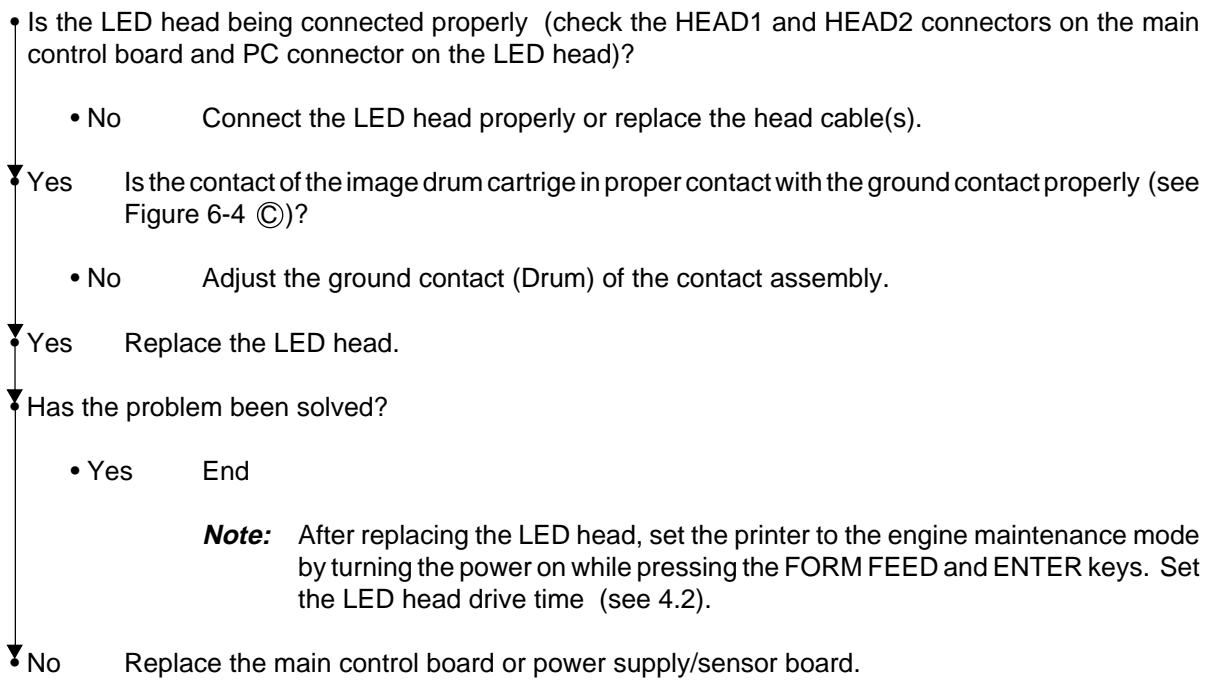 • Is the LED head being connected properly (check the HEAD1 and HEAD2 connectors on the main
control board and PC connector on the LED head)?
• No Connect the LED head properly or replace the head cable(s).
• Yes Is the contact of the image drum cartrige in proper contact with the ground contact properly (see
Figure 6-4 Ⓒ)?
• No Adjust the ground contact (Drum) of the contact assembly.
• Yes Replace the LED head.
• Has the problem been solved?
• Yes End
Note: After replacing the LED head, set the printer to the engine maintenance mode
by turning the power on while pressing the FORM FEED and ENTER keys. Set
the LED head drive time (see 4.2).
• No Replace the main control board or power supply/sensor board.